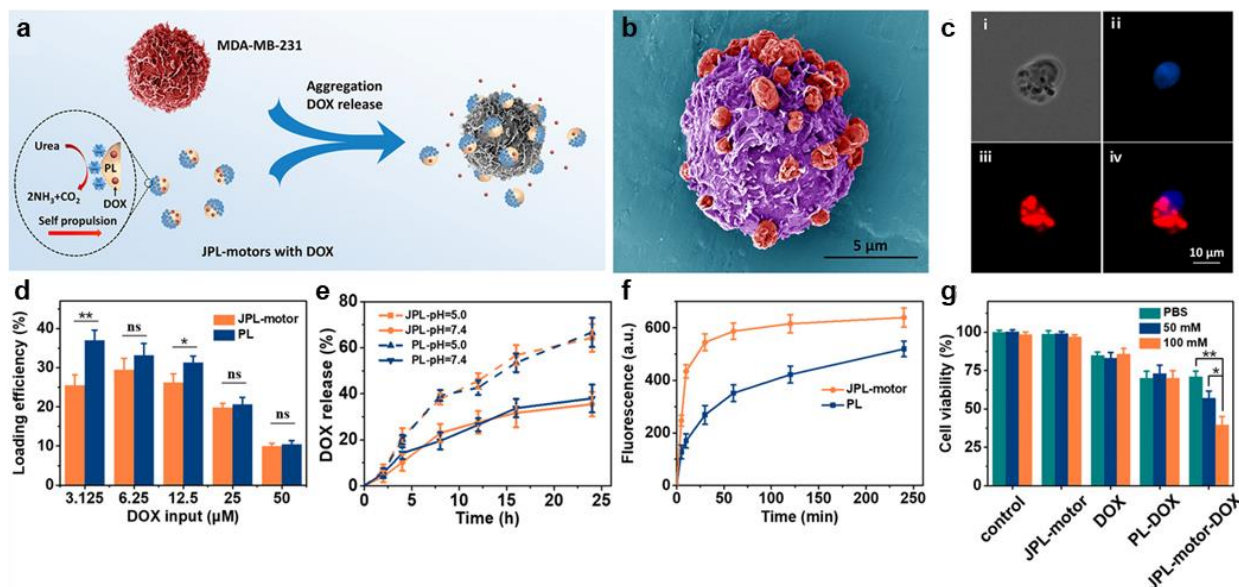 a
MDA-MB-231
Aggregation
DOX release
Urea
PL
2NH₃+CO₂
DOX
Self propulsion
JPL-motors with DOX
b
5 µm
c
i
ii
iii
iv
10 µm
d
Loading efficiency (%)
40
30
20
10
0
**
ns
*
ns
ns
JPL-motor
PL
3.125 6.25 12.5 25 50
DOX input (µM)
e
DOX release (%)
80
60
40
20
0
JPL-pH=5.0
JPL-pH=7.4
PL-pH=5.0
PL-pH=7.4
0 5 10 15 20 25
Time (h)
f
Fluorescence (a.u.)
600
400
200
0
JPL-motor
PL
0 50 100 150 200 250
Time (min)
g
Cell viability (%)
100
75
50
25
0
PBS
50 mM
100 mM
**
*
control
JPL-motor
DOX
PL-DOX
JPL-motor-DOX